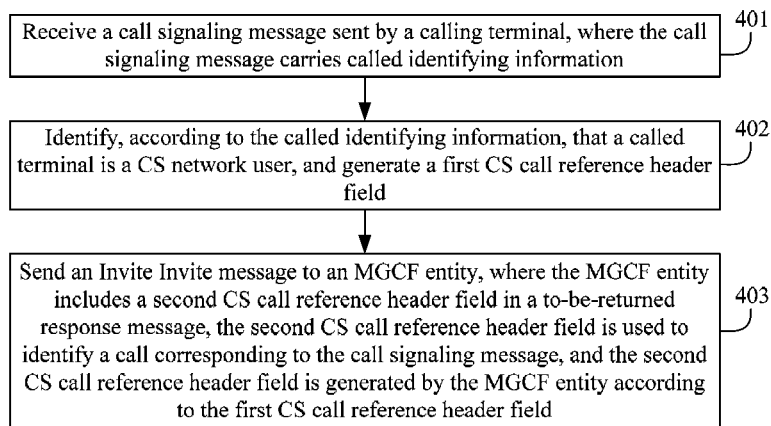 Receive a call signaling message sent by a calling terminal, where the call
signaling message carries called identifying information
401
Identify, according to the called identifying information, that a called
terminal is a CS network user, and generate a first CS call reference header
field
402
Send an Invite Invite message to an MGCF entity, where the MGCF entity
includes a second CS call reference header field in a to-be-returned
response message, the second CS call reference header field is used to
identify a call corresponding to the call signaling message, and the second
CS call reference header field is generated by the MGCF entity according
to the first CS call reference header field
403